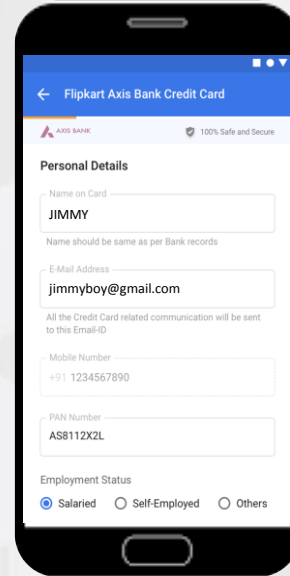 Flipkart Axis Bank Credit Card
AXIS BANK
100% Safe and Secure
Personal Details
Name on Card
JIMMY
Name should be same as per Bank records
E-Mail Address
jimmyboy@gmail.com
All the Credit Card related communication will be sent
to this Email-ID
Mobile Number
+91 1234567890
PAN Number
AS8112X2L
Employment Status
Salaried Self-Employed Others